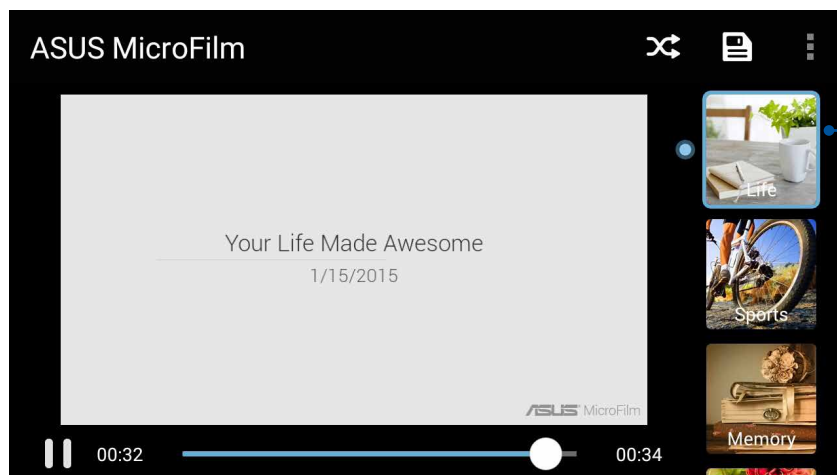 ASUS MicroFilm
Your Life Made Awesome
1/15/2015
ASUS MicroFilm
00:32
00:34
Life
Sports
Memory